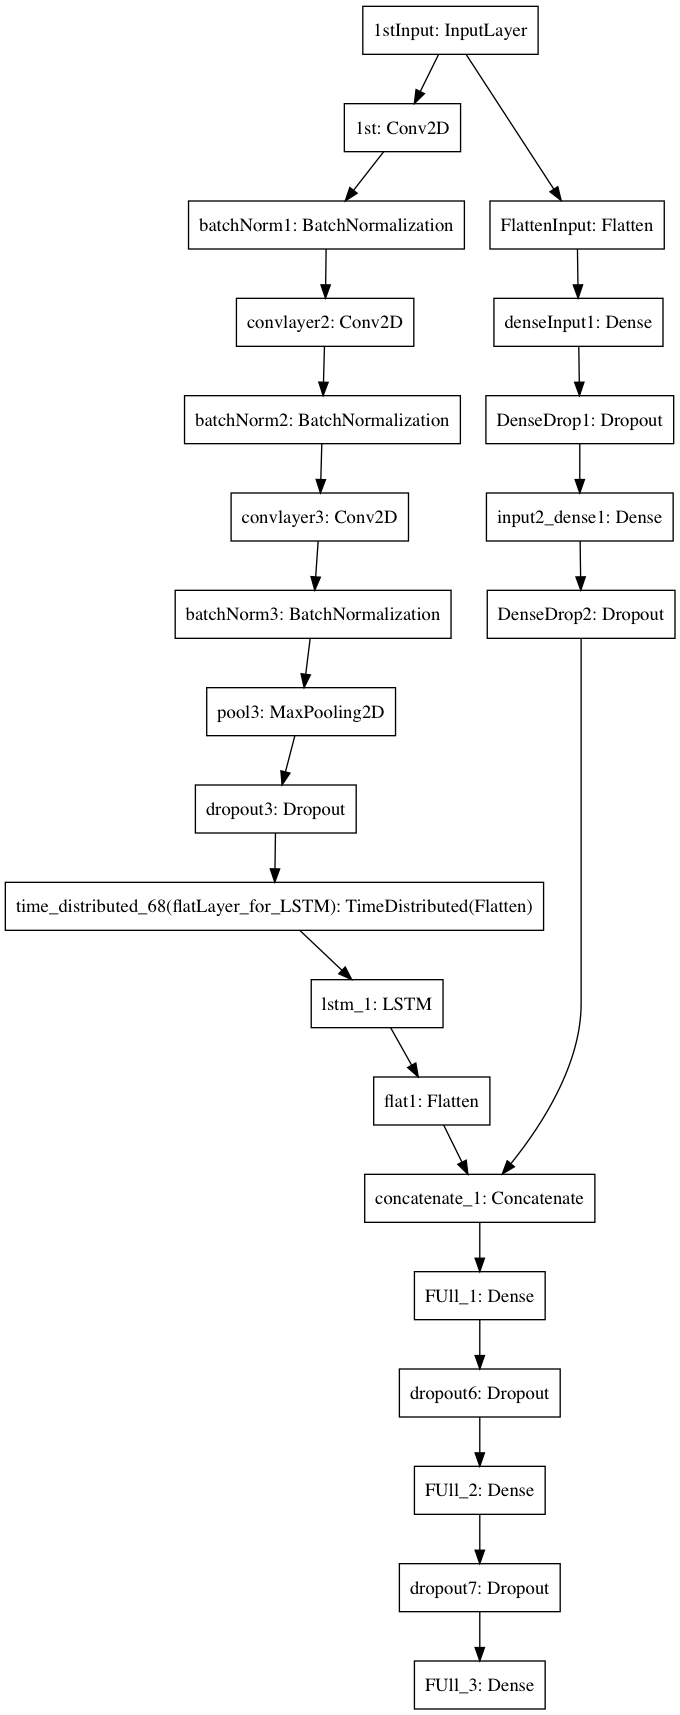 1stInput: InputLayer
1st: Conv2D
batchNorm1: BatchNormalization
FlattenInput: Flatten
convlayer2: Conv2D
denseInput1: Dense
batchNorm2: BatchNormalization
DenseDrop1: Dropout
convlayer3: Conv2D
input2_dense1: Dense
batchNorm3: BatchNormalization
DenseDrop2: Dropout
pool3: MaxPooling2D
dropout3: Dropout
time_distributed_68(flatLayer_for_LSTM): TimeDistributed(Flatten)
lstm_1: LSTM
flat1: Flatten
concatenate_1: Concatenate
FUll_1: Dense
dropout6: Dropout
FUll_2: Dense
dropout7: Dropout
FUll_3: Dense